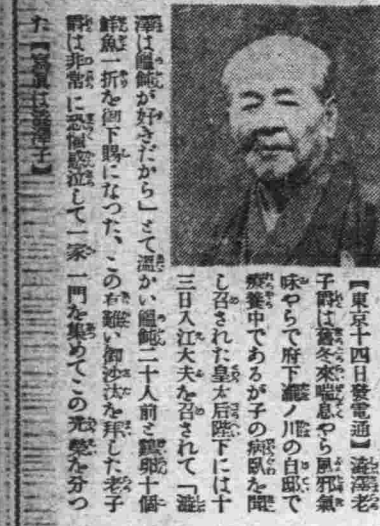 【東京十四日發電通】澁澤老
子爵は舊冬來喘息やら風邪氣
味やらで府下瀧ノ川の自邸で
療養中であるが子の病臥を聞
し召された皇太后陛下には十
三日入江大夫を召されて「澁
澤は饂飩が好きだから」とて溫かい饂飩二十人前と鷄卵十個
鮮魚一折を御下賜になつた、この有難い御沙汰を拜した老子
爵は非常に恐懼感泣して一家一門を集めてこの光榮を分つ
た【寫眞は澁澤子】